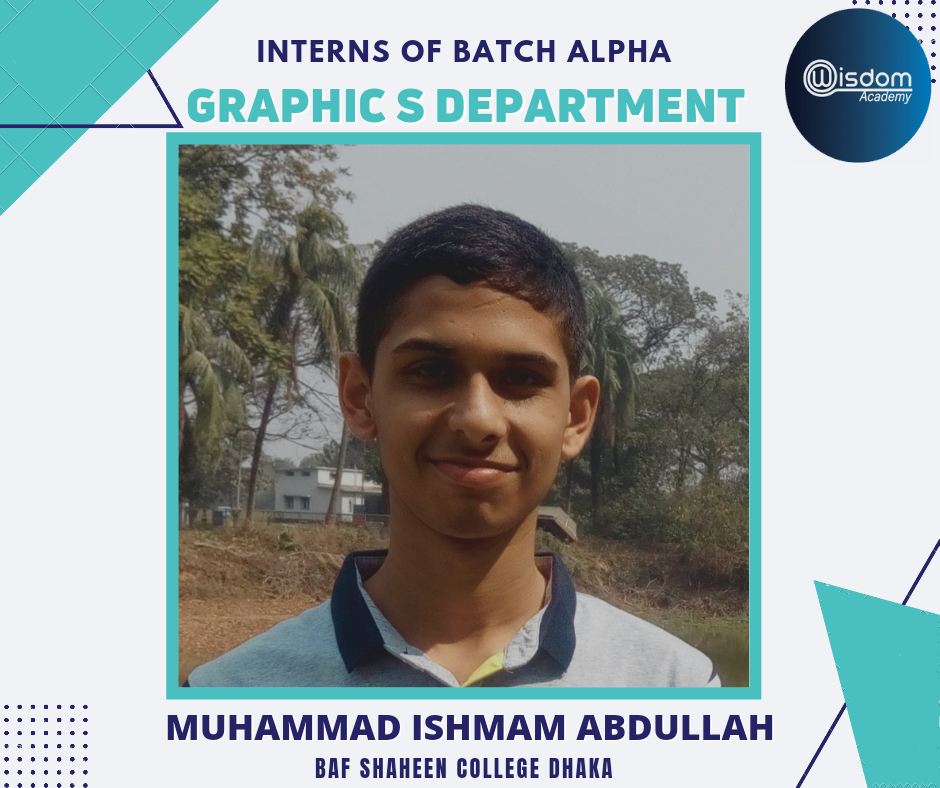 INTERNS OF BATCH ALPHA
GRAPHIC S DEPARTMENT
@Wisdom
Academy
MUHAMMAD ISHMAM ABDULLAH
BAF SHAHEEN COLLEGE DHAKA